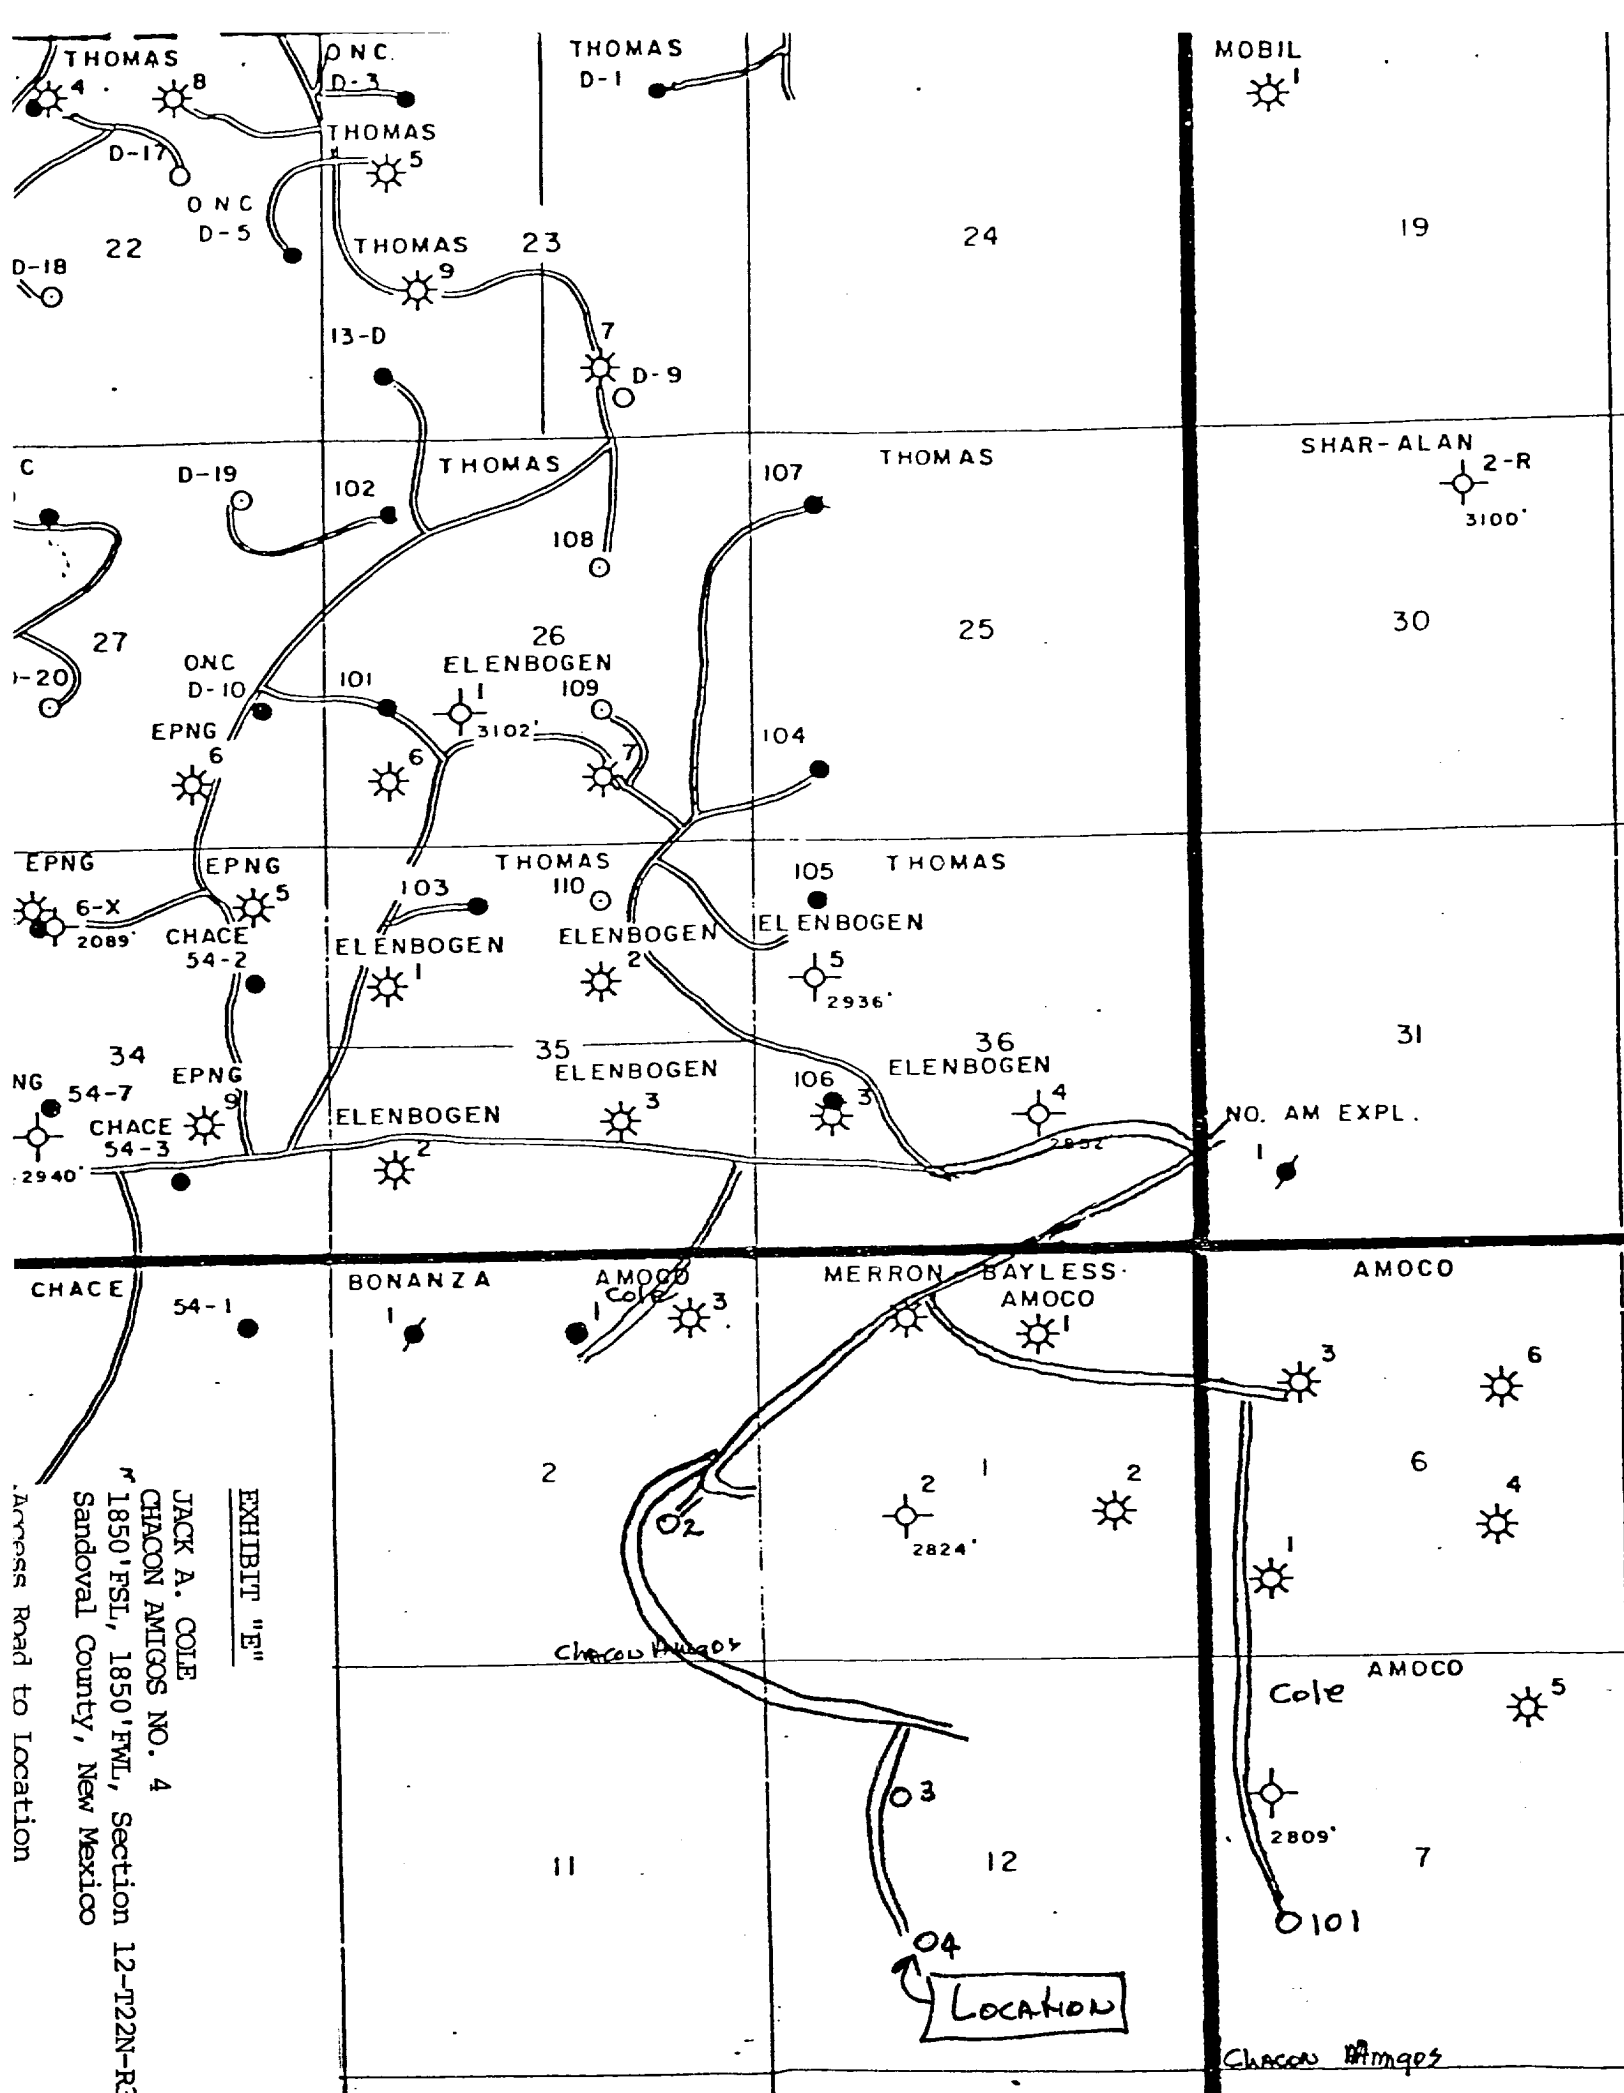 THOMAS
4
8
ONC.
D-3
THOMAS
D-1
MOBIL
1
D-17
THOMAS
5
ONC
D-5
22
THOMAS
9
23
24
19
D-18
13-D
7
D-9
C
D-19
102
THOMAS
107
THOMAS
SHAR-ALAN
2-R
3100'
108
27
26
25
30
-20
ONC
D-10
101
ELENBOGEN
1
3102'
109
EPNG
6
6
7
104
EPNG
EPNG
5
6-X
2089'
CHACE
54-2
103
THOMAS
110
105
THOMAS
ELENBOGEN
1
ELENBOGEN
2
ELENBOGEN
5
2936'
34
35
36
31
NG
54-7
EPNG
9
ELENBOGEN
3
106
3
ELENBOGEN
4
CHACE
54-3
2940'
ELENBOGEN
2
2852'
NO. AM EXPL.
1
CHACE
54-1
BONANZA
1
AMOCO
Cole
1
3
MERRON BAYLESS
AMOCO
1
AMOCO
3
6
2
2
2
2824'
1
2
6
4
1
Chacon Amigos
AMOCO
Cole
5
3
2809'
11
12
7
4
LOCATION
101
Chacon Amigos
EXHIBIT "E"
JACK A. COLE
CHACON AMIGOS NO. 4
1850'FSL, 1850'FWL, Section 12-T22N-R3
Sandoval County, New Mexico
Access Road to Location